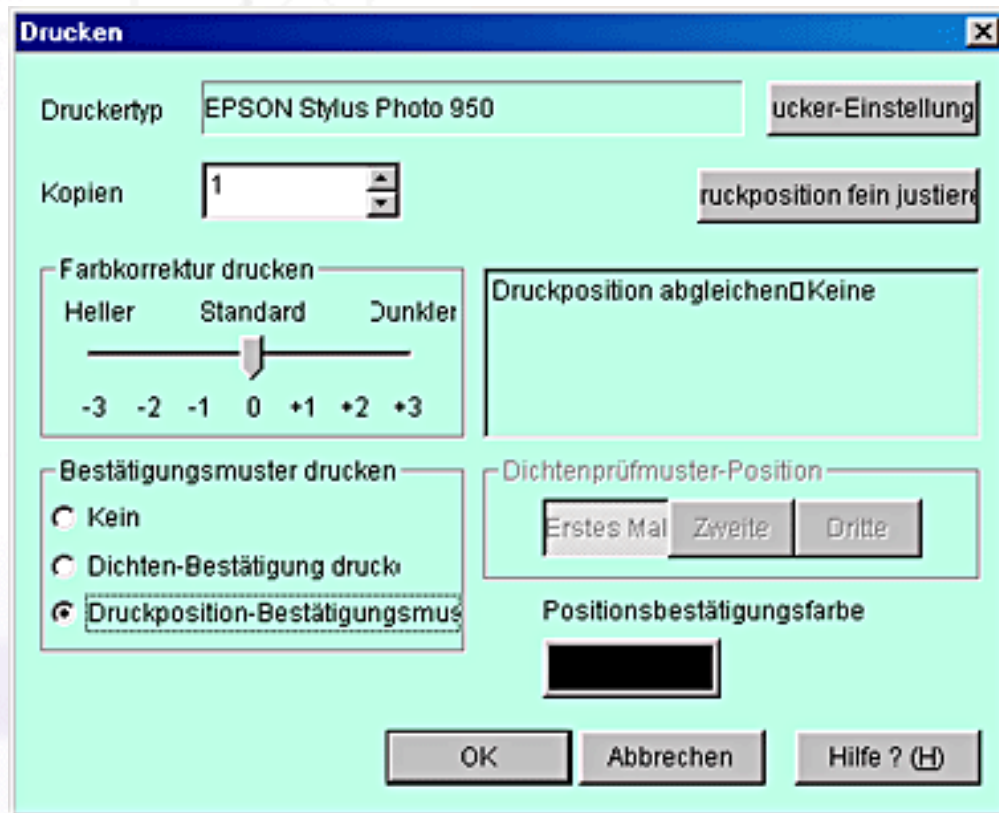 Drucken
Druckertyp EPSON Stylus Photo 950 ucker-Einstellung
Kopien 1 ruckposition fein justiere
Farbkorrektur drucken
Heller Standard Dunkler
-3 -2 -1 0 +1 +2 +3
Druckposition abgleichen□Keine
Bestätigungsmuster drucken
Kein
Dichten-Bestätigung drucke
Druckposition-Bestätigungsmus
Dichtenprüfmuster-Position
Erstes Mal Zweite Dritte
Positionsbestätigungsfarbe
OK Abbrechen Hilfe ? (H)